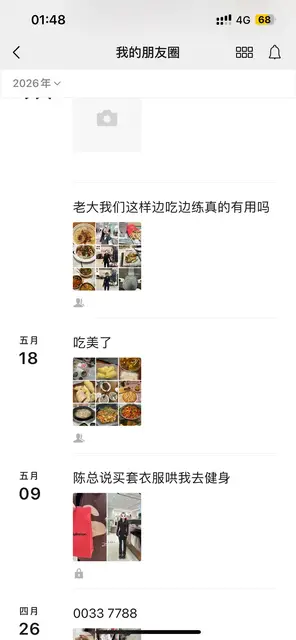 01:48
4G
68
我的朋友圈
2026年
老大我们这样边吃边练真的有用吗
五月
18
吃美了
五月
09
陈总说买套衣服哄我去健身
四月
26
0033 7788